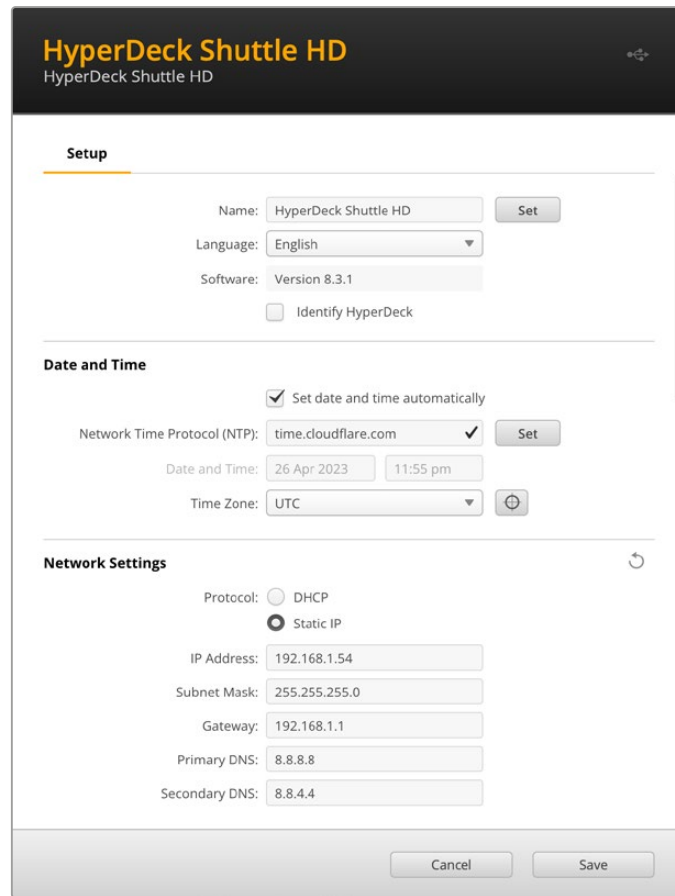 HyperDeck Shuttle HD
HyperDeck Shuttle HD
Setup
Name: HyperDeck Shuttle HD Set
Language: English
Software: Version 8.3.1
Identify HyperDeck
Date and Time
Set date and time automatically
Network Time Protocol (NTP): time.cloudflare.com Set
Date and Time: 26 Apr 2023 11:55 pm
Time Zone: UTC
Network Settings
Protocol: DHCP
Static IP
IP Address: 192.168.1.54
Subnet Mask: 255.255.255.0
Gateway: 192.168.1.1
Primary DNS: 8.8.8.8
Secondary DNS: 8.8.4.4
Cancel Save